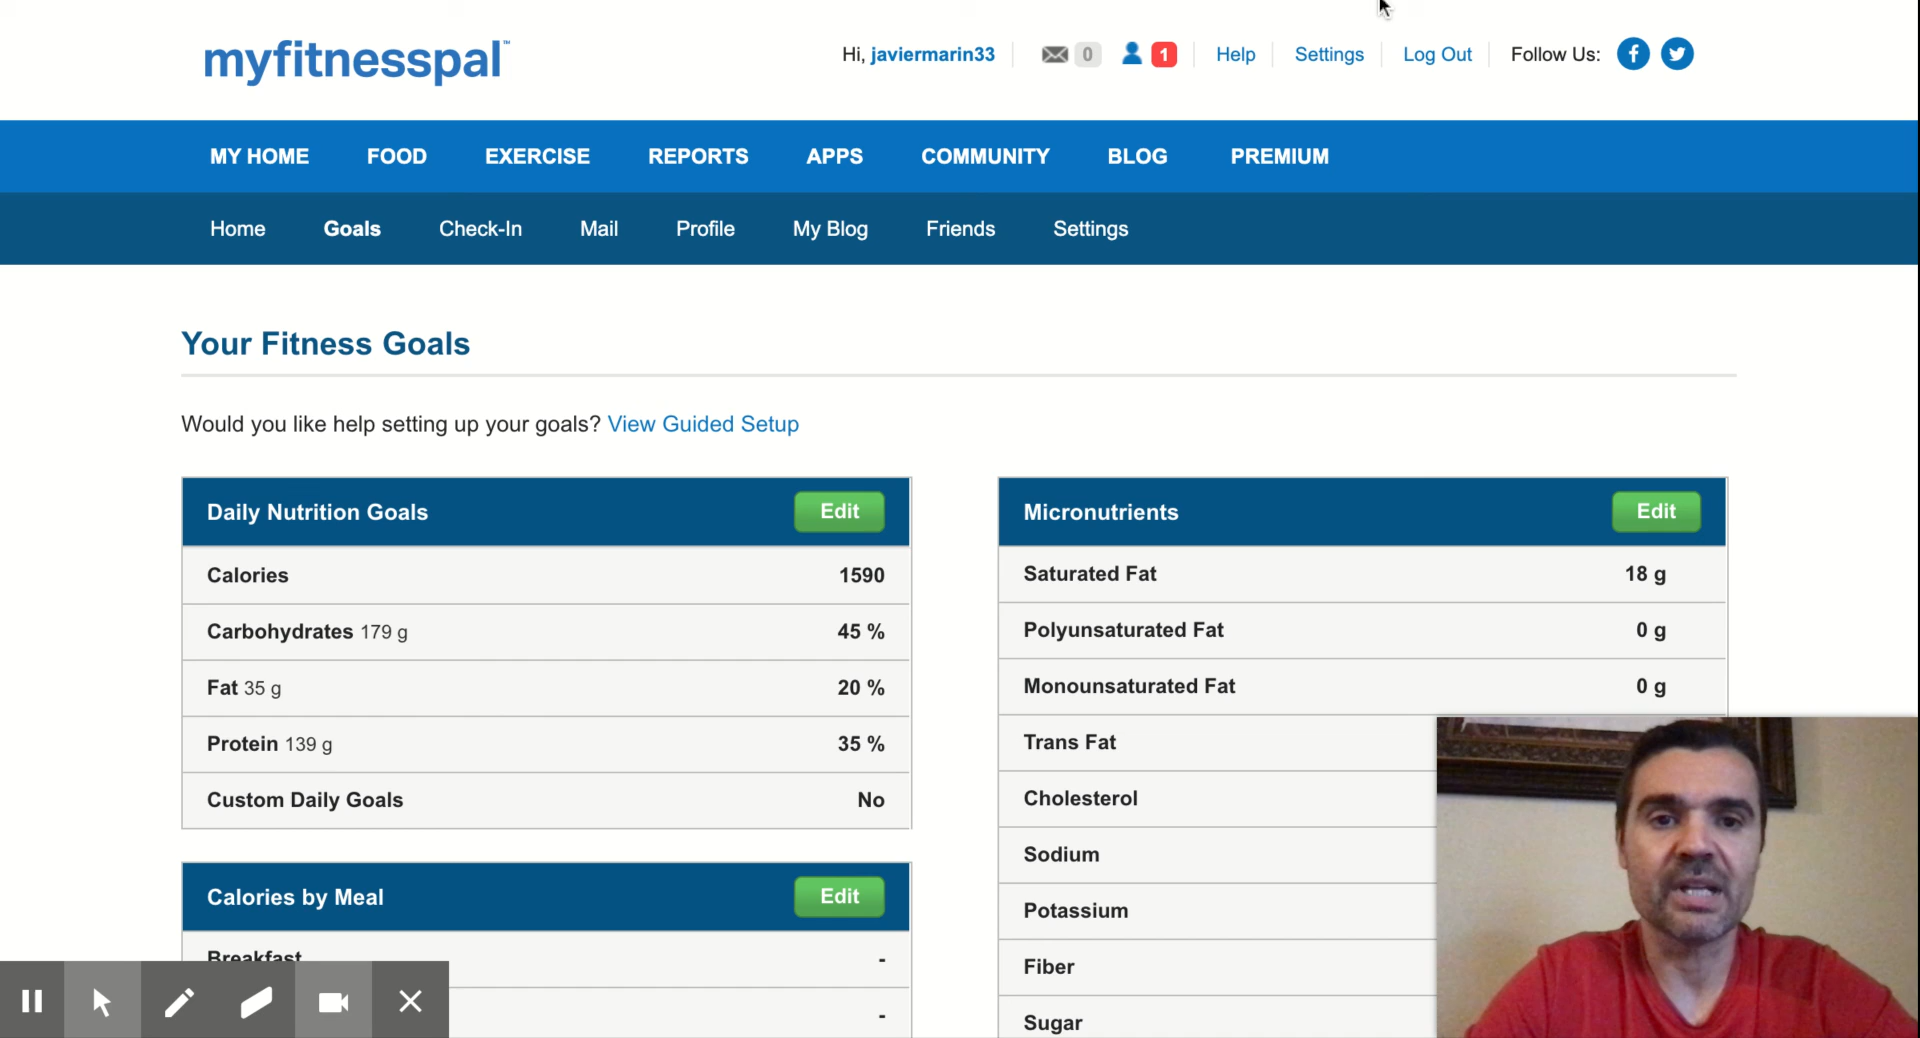 myfitnesspal™
Hi, javiermarin33 0 1 Help Settings Log Out Follow Us:
MY HOME FOOD EXERCISE REPORTS APPS COMMUNITY BLOG PREMIUM
Home Goals Check-In Mail Profile My Blog Friends Settings
Your Fitness Goals
Would you like help setting up your goals? View Guided Setup
Daily Nutrition Goals Edit
Calories 1590
Carbohydrates 179 g 45 %
Fat 35 g 20 %
Protein 139 g 35 %
Custom Daily Goals No
Calories by Meal Edit
Breakfast -
-
Micronutrients Edit
Saturated Fat 18 g
Polyunsaturated Fat 0 g
Monounsaturated Fat 0 g
Trans Fat
Cholesterol
Sodium
Potassium
Fiber
Sugar